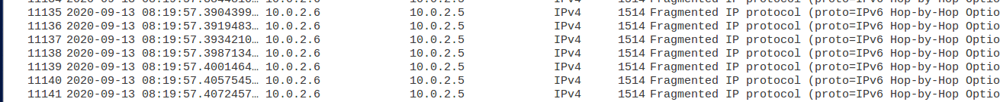 11135 2020-09-13 08:19:57.3904399… 10.0.2.6 10.0.2.5 IPv4 1514 Fragmented IP protocol (proto=IPv6 Hop-by-Hop Optio
11136 2020-09-13 08:19:57.3919483… 10.0.2.6 10.0.2.5 IPv4 1514 Fragmented IP protocol (proto=IPv6 Hop-by-Hop Optio
11137 2020-09-13 08:19:57.3934210… 10.0.2.6 10.0.2.5 IPv4 1514 Fragmented IP protocol (proto=IPv6 Hop-by-Hop Optio
11138 2020-09-13 08:19:57.3987134… 10.0.2.6 10.0.2.5 IPv4 1514 Fragmented IP protocol (proto=IPv6 Hop-by-Hop Optio
11139 2020-09-13 08:19:57.4001464… 10.0.2.6 10.0.2.5 IPv4 1514 Fragmented IP protocol (proto=IPv6 Hop-by-Hop Optio
11140 2020-09-13 08:19:57.4057545… 10.0.2.6 10.0.2.5 IPv4 1514 Fragmented IP protocol (proto=IPv6 Hop-by-Hop Optio
11141 2020-09-13 08:19:57.4072457… 10.0.2.6 10.0.2.5 IPv4 1514 Fragmented IP protocol (proto=IPv6 Hop-by-Hop Optio